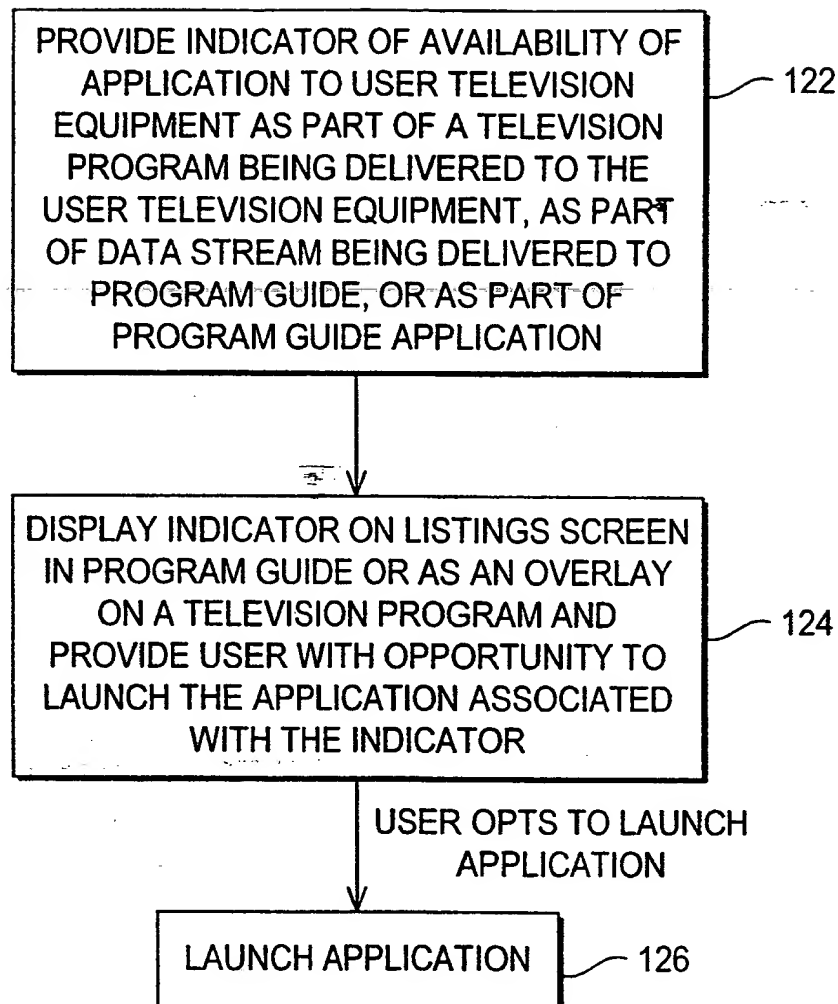 PROVIDE INDICATOR OF AVAILABILITY OF
APPLICATION TO USER TELEVISION
EQUIPMENT AS PART OF A TELEVISION
PROGRAM BEING DELIVERED TO THE
USER TELEVISION EQUIPMENT, AS PART
OF DATA STREAM BEING DELIVERED TO
PROGRAM GUIDE, OR AS PART OF
PROGRAM GUIDE APPLICATION
122
DISPLAY INDICATOR ON LISTINGS SCREEN
IN PROGRAM GUIDE OR AS AN OVERLAY
ON A TELEVISION PROGRAM AND
PROVIDE USER WITH OPPORTUNITY TO
LAUNCH THE APPLICATION ASSOCIATED
WITH THE INDICATOR
124
USER OPTS TO LAUNCH
APPLICATION
LAUNCH APPLICATION
126